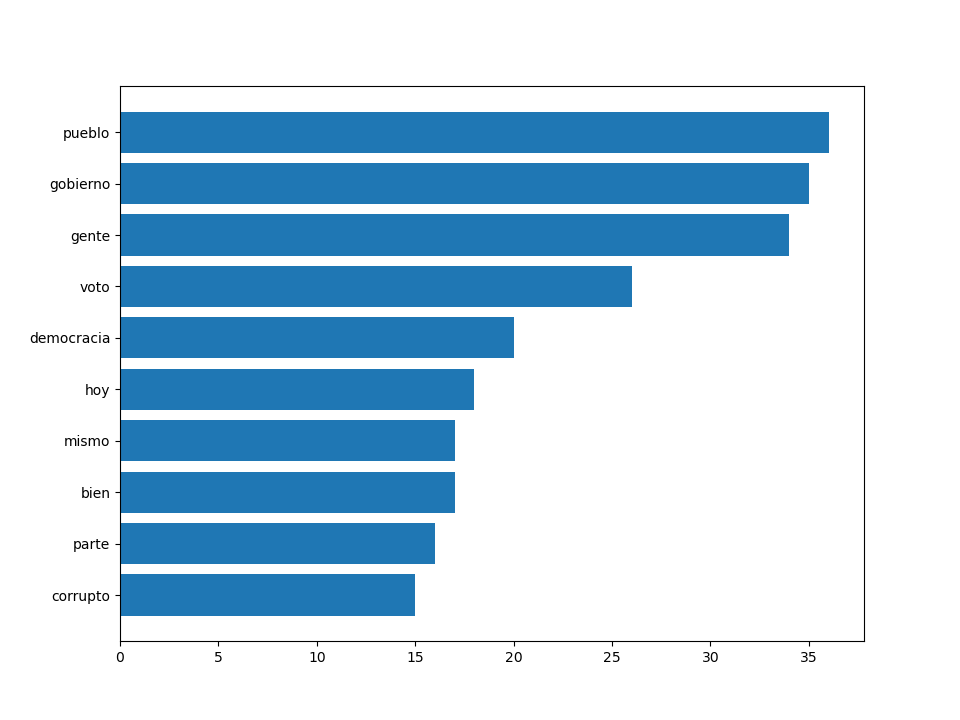 pueblo
gobierno
gente
voto
democracia
hoy
mismo
bien
parte
corrupto
0 5 10 15 20 25 30 35